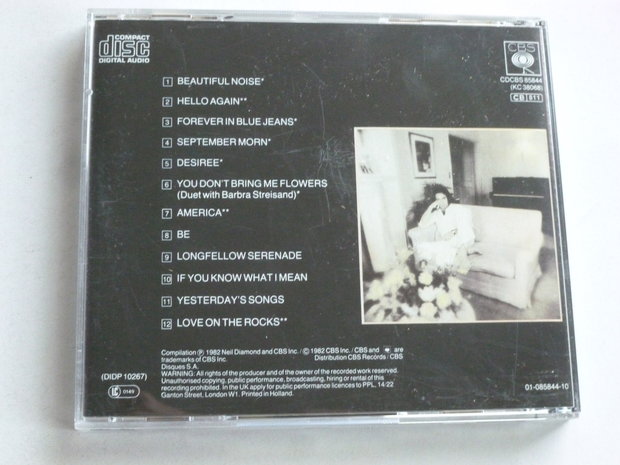 COMPACT
disc
DIGITAL AUDIO
CBS
CDCBS 85844
(KC 38068)
CB 811
1 BEAUTIFUL NOISE*
2 HELLO AGAIN**
3 FOREVER IN BLUE JEANS*
4 SEPTEMBER MORN*
5 DESIREE*
6 YOU DON'T BRING ME FLOWERS
(Duet with Barbra Streisand)*
7 AMERICA**
8 BE
9 LONGFELLOW SERENADE
10 IF YOU KNOW WHAT I MEAN
11 YESTERDAY'S SONGS
12 LOVE ON THE ROCKS**
Compilation Ⓟ 1982 Neil Diamond and CBS Inc. / © 1982 CBS Inc. / CBS and are
trademarks of CBS Inc. Distribution CBS Records / CBS
Disques S.A.
WARNING: All rights of the producer and of the owner of the recorded work reserved.
Unauthorised copying, public performance, broadcasting, hiring or rental of this
recording prohibited. In the UK apply for public performance licences to PPL, 14/22
Ganton Street, London W1. Printed in Holland.
(DIDP 10267)
LC 0149
01-085844-10